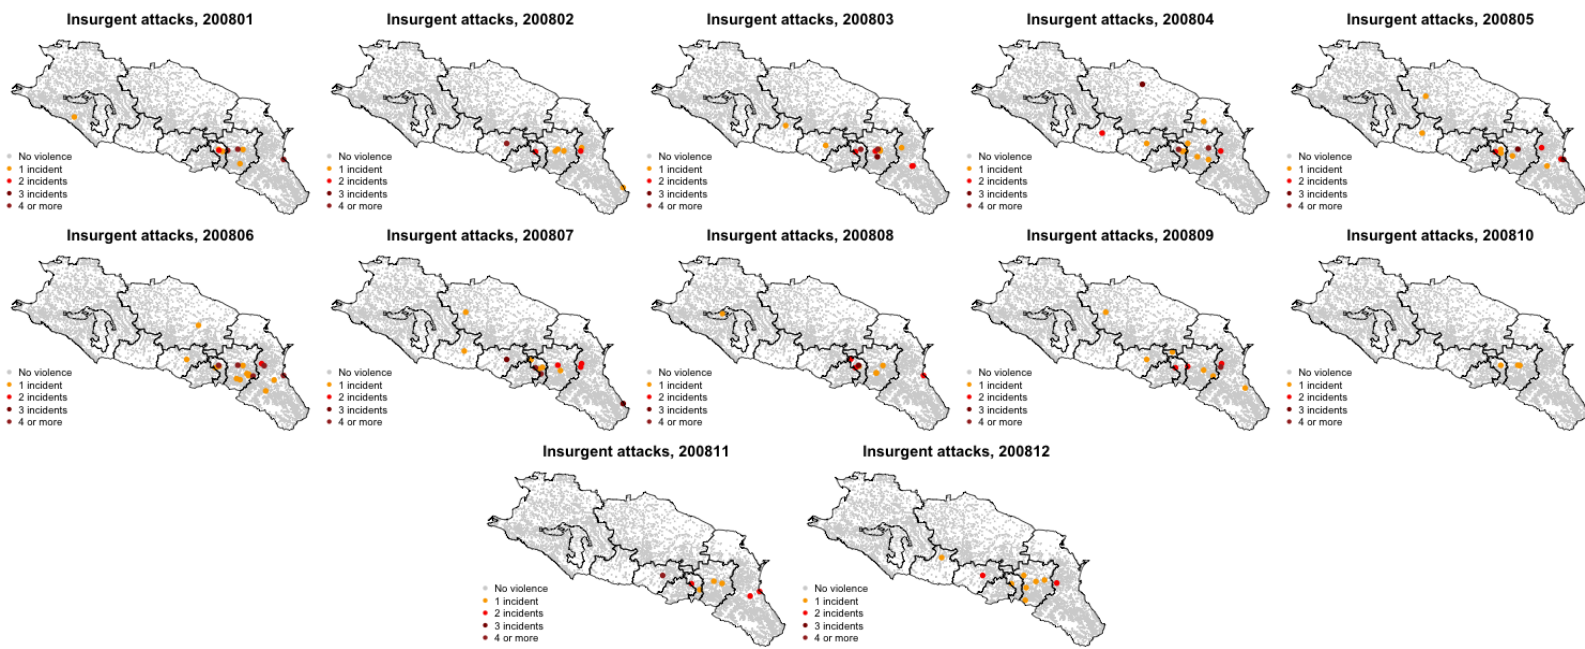 Insurgent attacks, 200801
No violence
1 incident
2 incidents
3 incidents
4 or more
Insurgent attacks, 200802
No violence
1 incident
2 incidents
3 incidents
4 or more
Insurgent attacks, 200803
No violence
1 incident
2 incidents
3 incidents
4 or more
Insurgent attacks, 200804
No violence
1 incident
2 incidents
3 incidents
4 or more
Insurgent attacks, 200805
No violence
1 incident
2 incidents
3 incidents
4 or more
Insurgent attacks, 200806
No violence
1 incident
2 incidents
3 incidents
4 or more
Insurgent attacks, 200807
No violence
1 incident
2 incidents
3 incidents
4 or more
Insurgent attacks, 200808
No violence
1 incident
2 incidents
3 incidents
4 or more
Insurgent attacks, 200809
No violence
1 incident
2 incidents
3 incidents
4 or more
Insurgent attacks, 200810
No violence
1 incident
2 incidents
3 incidents
4 or more
Insurgent attacks, 200811
No violence
1 incident
2 incidents
3 incidents
4 or more
Insurgent attacks, 200812
No violence
1 incident
2 incidents
3 incidents
4 or more